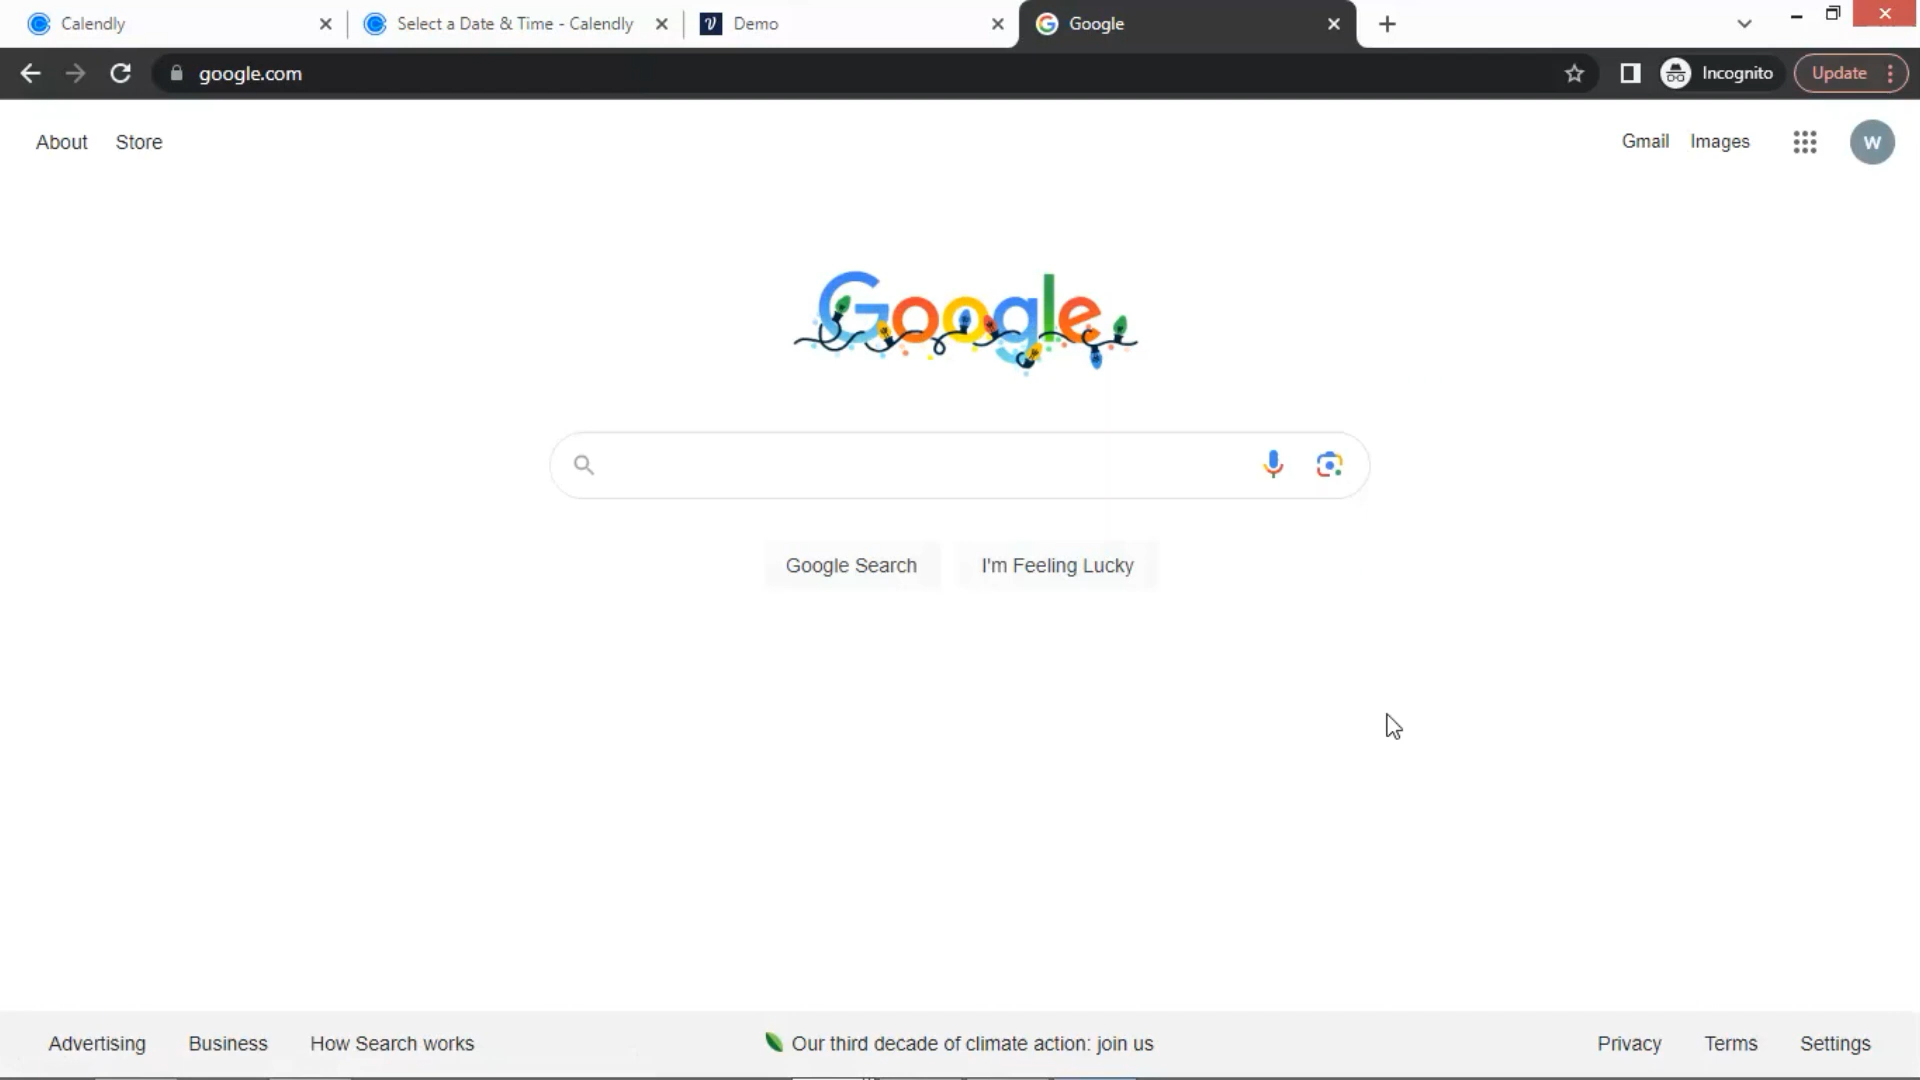 Calendly
Select a Date & Time - Calendly
Demo
Google
google.com
Incognito
Update
About
Store
Gmail
Images
W
Google
Google Search
I'm Feeling Lucky
Advertising
Business
How Search works
Our third decade of climate action: join us
Privacy
Terms
Settings